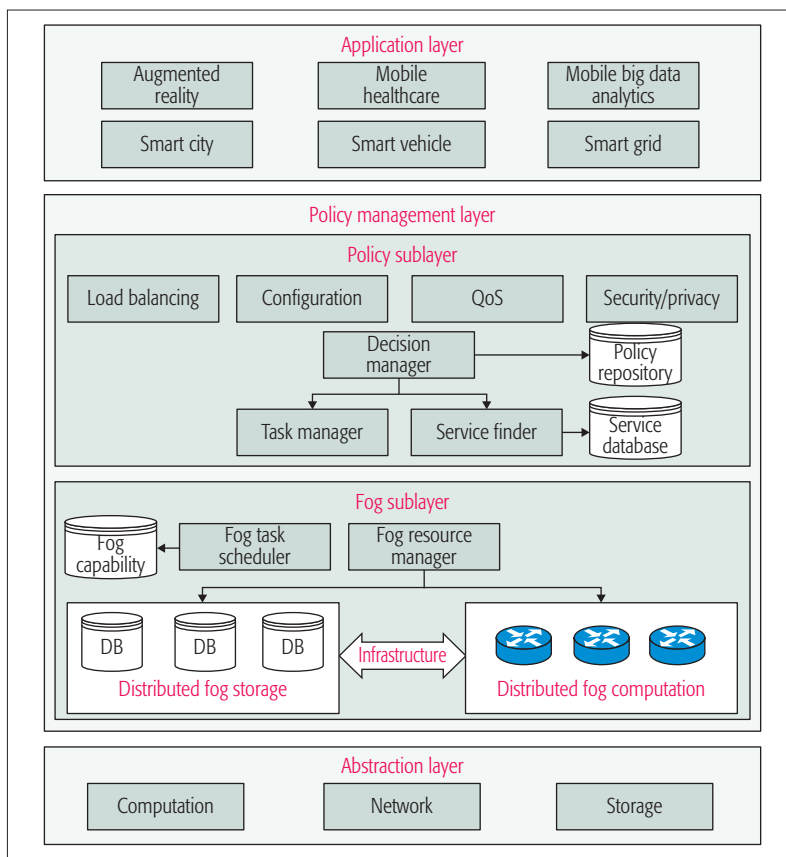 Application layer
Augmented
reality
Mobile
healthcare
Mobile big data
analytics
Smart city
Smart vehicle
Smart grid
Policy management layer
Policy sublayer
Load balancing
Configuration
QoS
Security/privacy
Decision
manager
Policy
repository
Task manager
Service finder
Service
database
Fog sublayer
Fog
capability
Fog task
scheduler
Fog resource
manager
DB
DB
DB
Distributed fog storage
Infrastructure
Distributed fog computation
Abstraction layer
Computation
Network
Storage